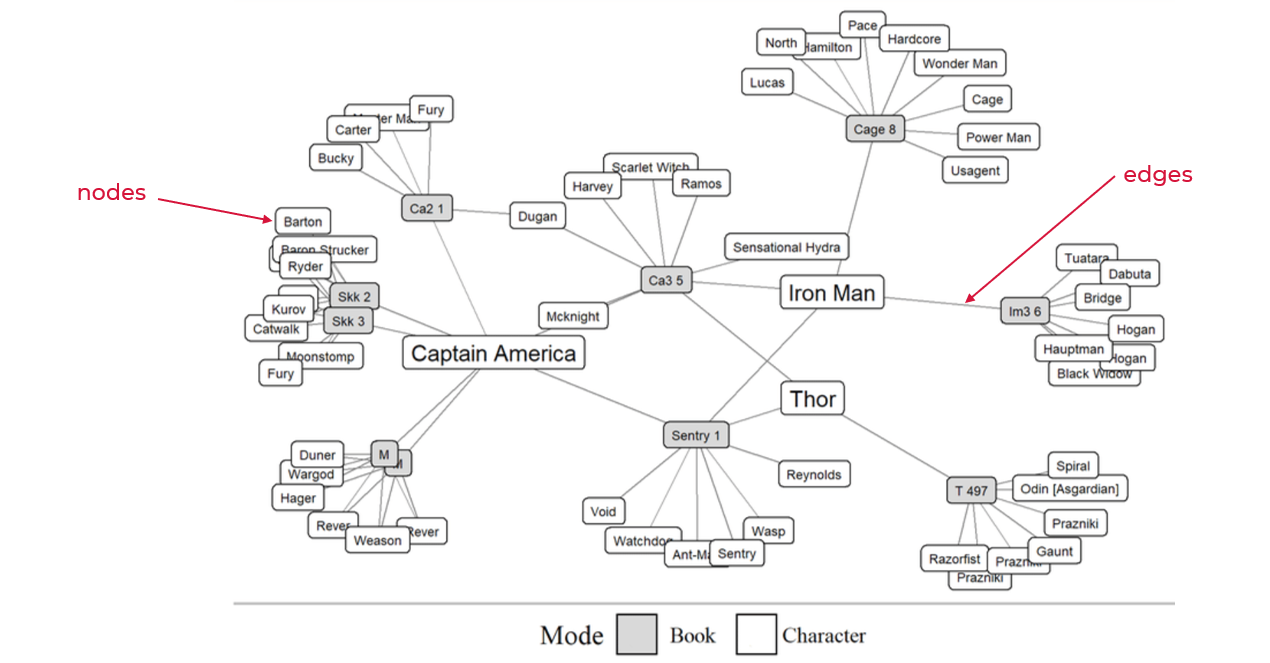 Pace
North
Hardcore
Wonder Man
Lucas
Cage
Cage 8
Power Man
Usagent
Fury
Carter
Bucky
Ca2 1
Scarlet Witch
Harvey
Ramos
edges
nodes
Dugan
Barton
Sensational Hydra
Baron Strucker
Ryder
Tuatara
Dabuta
Ca3 5
Iron Man
Bridge
Skk 2
Im3 6
Kurov
Skk 3
Mcknight
Catwalk
Hogan
Captain America
Hauptman
Hogan
Moonstomp
Fury
Black Widow
Thor
Sentry 1
Duner
M
M
Wargod
Hager
Reynolds
Spiral
T 497
Odin [Asgardian]
Void
Prazniki
Wasp
Weason
Watchdog
Sentry
Gaunt
Razorfist
Prazniki
Prazniki
Mode
Book
Character